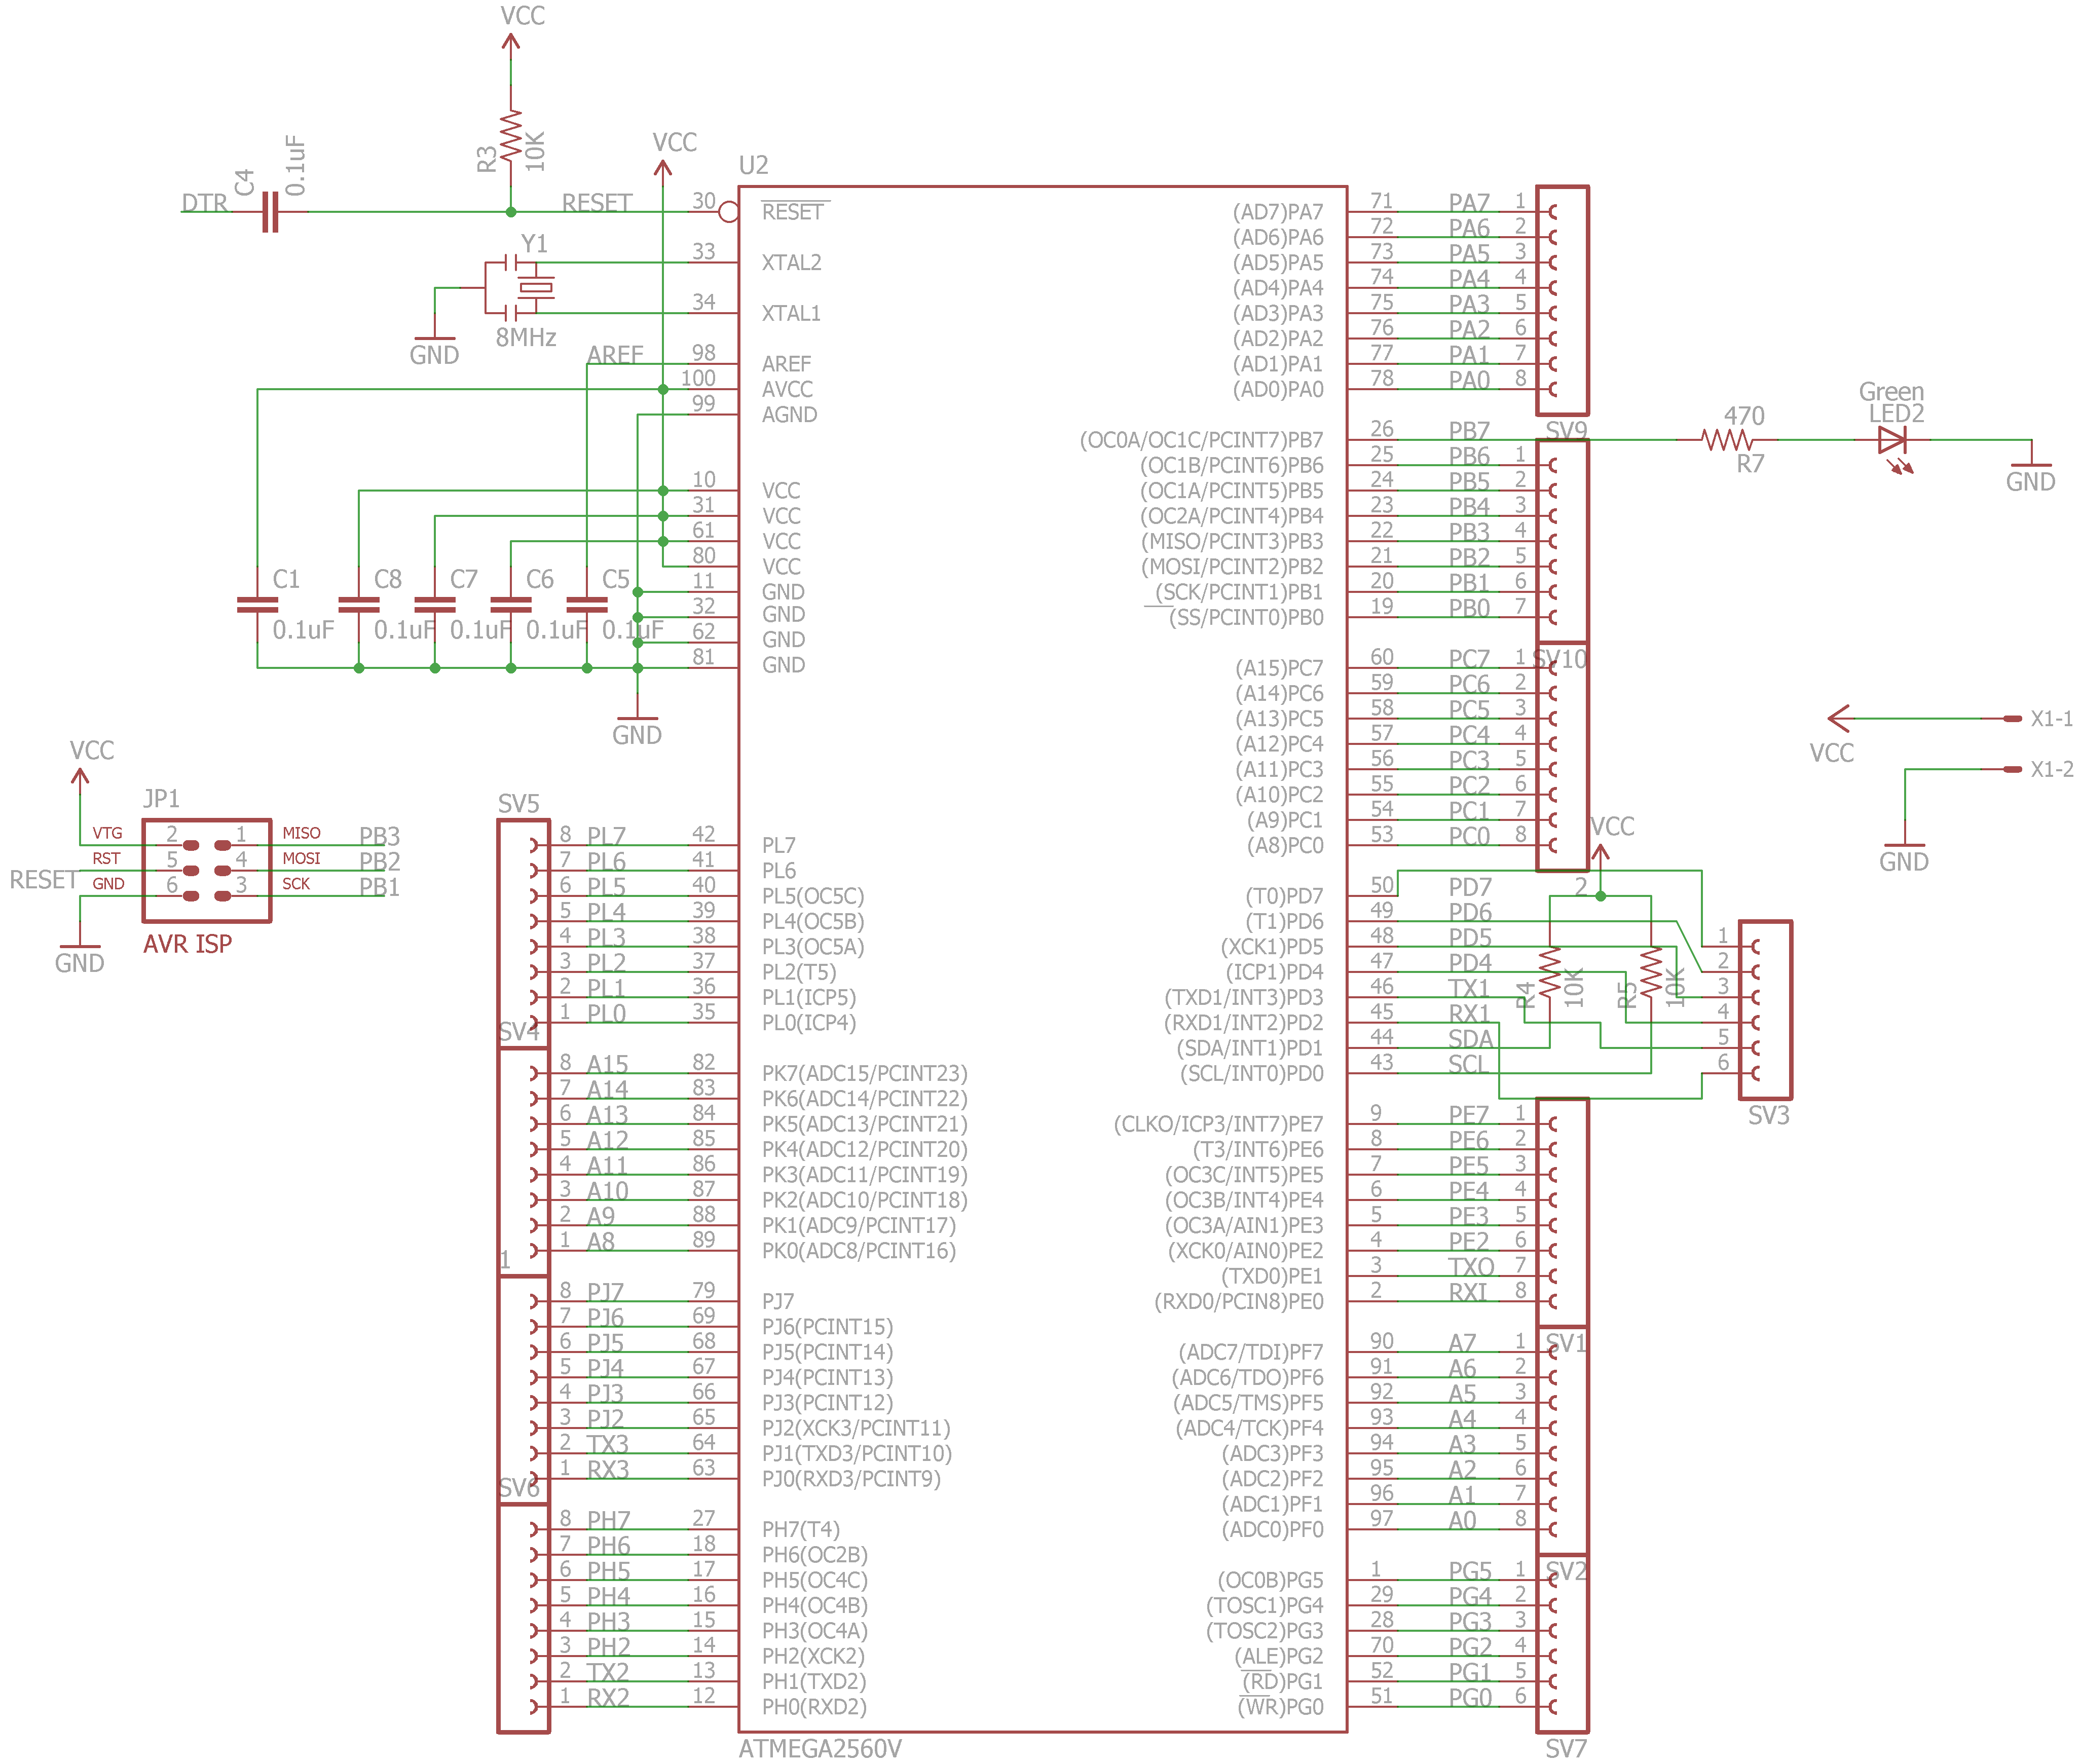 VCC
R3
10K
C4
0.1uF
DTR
RESET
VCC
U2
Y1
8MHz
GND
AREF
30 RESET
33 XTAL2
34 XTAL1
98 AREF
100 AVCC
99 AGND
10 VCC
31 VCC
61 VCC
80 VCC
11 GND
32 GND
62 GND
81 GND
C1 C8 C7 C6 C5
0.1uF 0.1uF 0.1uF 0.1uF 0.1uF
GND
VCC
JP1
VTG 2 1 MISO PB3
RST 5 4 MOSI PB2
RESET
GND 6 3 SCK PB1
GND
AVR ISP
SV5
8 PL7 42 PL7
7 PL6 41 PL6
6 PL5 40 PL5(OC5C)
5 PL4 39 PL4(OC5B)
4 PL3 38 PL3(OC5A)
3 PL2 37 PL2(T5)
2 PL1 36 PL1(ICP5)
1 PL0 35 PL0(ICP4)
SV4
8 A15 82 PK7(ADC15/PCINT23)
7 A14 83 PK6(ADC14/PCINT22)
6 A13 84 PK5(ADC13/PCINT21)
5 A12 85 PK4(ADC12/PCINT20)
4 A11 86 PK3(ADC11/PCINT19)
3 A10 87 PK2(ADC10/PCINT18)
2 A9 88 PK1(ADC9/PCINT17)
1 A8 89 PK0(ADC8/PCINT16)
1
8 PJ7 79 PJ7
7 PJ6 69 PJ6(PCINT15)
6 PJ5 68 PJ5(PCINT14)
5 PJ4 67 PJ4(PCINT13)
4 PJ3 66 PJ3(PCINT12)
3 PJ2 65 PJ2(XCK3/PCINT11)
2 TX3 64 PJ1(TXD3/PCINT10)
1 RX3 63 PJ0(RXD3/PCINT9)
SV6
8 PH7 27 PH7(T4)
7 PH6 18 PH6(OC2B)
6 PH5 17 PH5(OC4C)
5 PH4 16 PH4(OC4B)
4 PH3 15 PH3(OC4A)
3 PH2 14 PH2(XCK2)
2 TX2 13 PH1(TXD2)
1 RX2 12 PH0(RXD2)
ATMEGA2560V
(AD7)PA7 71 PA7 1
(AD6)PA6 72 PA6 2
(AD5)PA5 73 PA5 3
(AD4)PA4 74 PA4 4
(AD3)PA3 75 PA3 5
(AD2)PA2 76 PA2 6
(AD1)PA1 77 PA1 7
(AD0)PA0 78 PA0 8
SV9
(OC0A/OC1C/PCINT7)PB7 26 PB7
(OC1B/PCINT6)PB6 25 PB6 1
(OC1A/PCINT5)PB5 24 PB5 2
(OC2A/PCINT4)PB4 23 PB4 3
(MISO/PCINT3)PB3 22 PB3 4
(MOSI/PCINT2)PB2 21 PB2 5
(SCK/PCINT1)PB1 20 PB1 6
(SS/PCINT0)PB0 19 PB0 7
SV10
470
R7
Green
LED2
GND
(A15)PC7 60 PC7 1
(A14)PC6 59 PC6 2
(A13)PC5 58 PC5 3
(A12)PC4 57 PC4 4
(A11)PC3 56 PC3 5
(A10)PC2 55 PC2 6
(A9)PC1 54 PC1 7
(A8)PC0 53 PC0 8
2
VCC
X1-1
VCC
X1-2
GND
(T0)PD7 50 PD7
(T1)PD6 49 PD6
(XCK1)PD5 48 PD5
(ICP1)PD4 47 PD4
(TXD1/INT3)PD3 46 TX1
(RXD1/INT2)PD2 45 RX1
(SDA/INT1)PD1 44 SDA
(SCL/INT0)PD0 43 SCL
R4
10K
R5
10K
1
2
3
4
5
6
SV3
(CLKO/ICP3/INT7)PE7 9 PE7 1
(T3/INT6)PE6 8 PE6 2
(OC3C/INT5)PE5 7 PE5 3
(OC3B/INT4)PE4 6 PE4 4
(OC3A/AIN1)PE3 5 PE3 5
(XCK0/AIN0)PE2 4 PE2 6
(TXD0)PE1 3 TXO 7
(RXD0/PCIN8)PE0 2 RXI 8
SV1
(ADC7/TDI)PF7 90 A7 1
(ADC6/TDO)PF6 91 A6 2
(ADC5/TMS)PF5 92 A5 3
(ADC4/TCK)PF4 93 A4 4
(ADC3)PF3 94 A3 5
(ADC2)PF2 95 A2 6
(ADC1)PF1 96 A1 7
(ADC0)PF0 97 A0 8
SV2
(OC0B)PG5 1 PG5 1
(TOSC1)PG4 29 PG4 2
(TOSC2)PG3 28 PG3 3
(ALE)PG2 70 PG2 4
(RD)PG1 52 PG1 5
(WR)PG0 51 PG0 6
SV7